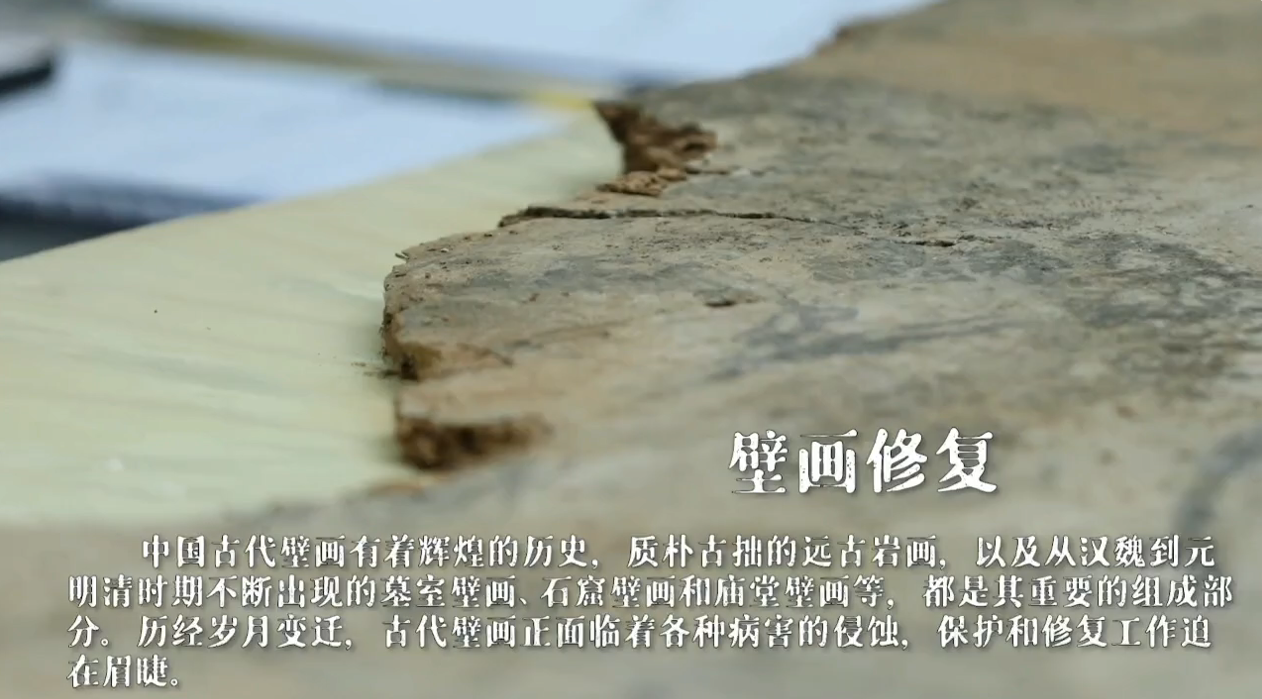 壁画修复
中国古代壁画有着辉煌的历史，质朴古拙的远古岩画，以及从汉魏到元
明清时期不断出现的墓室壁画、石窟壁画和庙堂壁画等，都是其重要的组成部
分。历经岁月变迁，古代壁画正面临着各种病害的侵蚀，保护和修复工作迫
在眉睫。